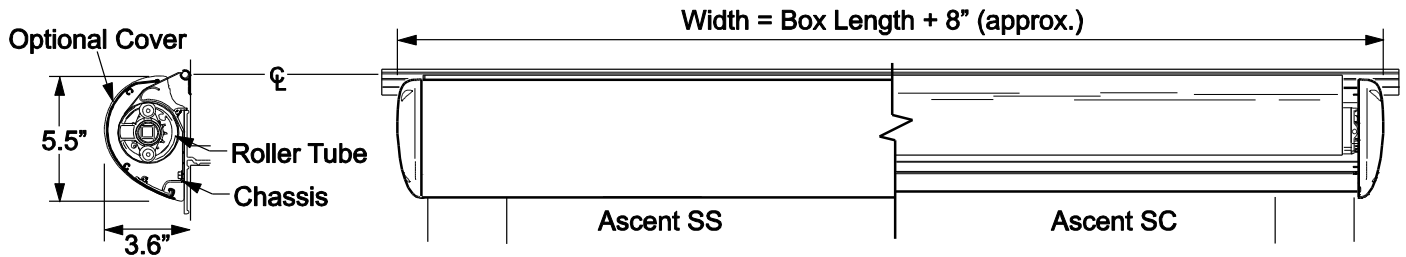 Width = Box Length + 8” (approx.)
Optional Cover
℄
5.5”
Roller Tube
Chassis
3.6”
Ascent SS
Ascent SC